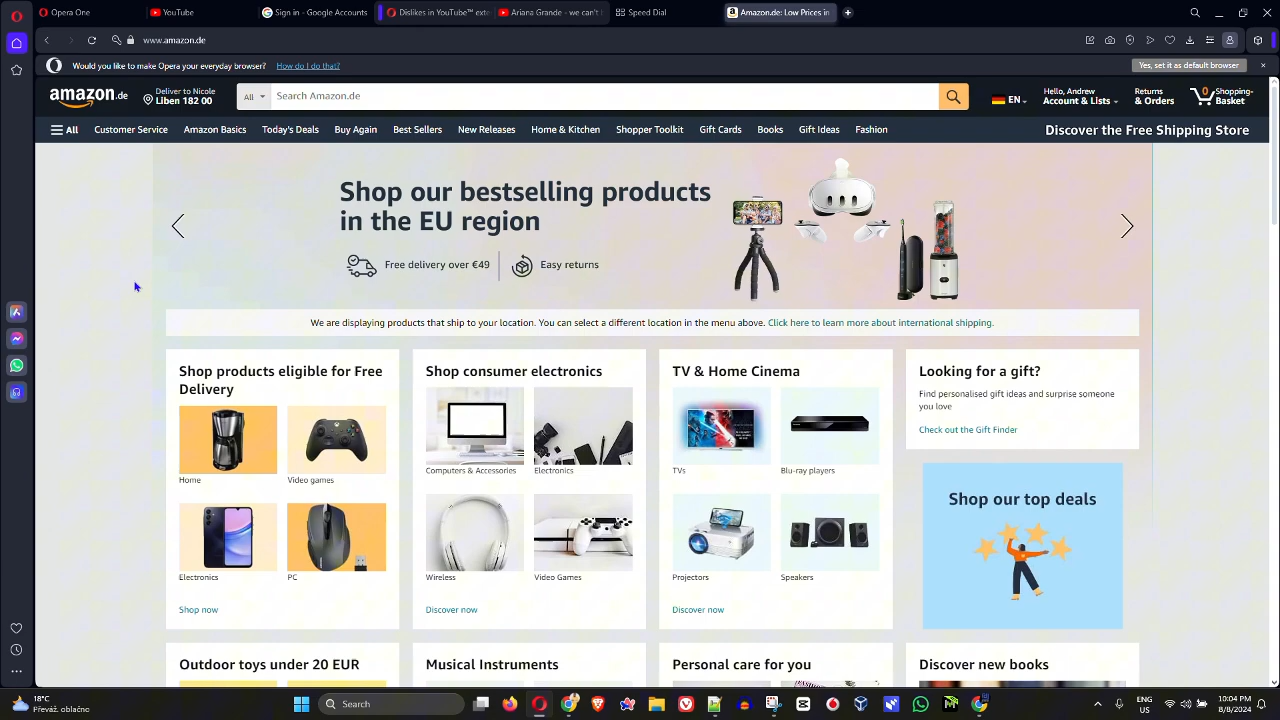 Opera One
YouTube
Sign in - Google Accounts
Dislikes in YouTube™ exte
Ariana Grande - we can't
Speed Dial
Amazon.de: Low Prices in
www.amazon.de
Would you like to make Opera your everyday browser? How do I do that?
Yes, set it as default browser
amazon.de
Deliver to Nicole
Liben 182 00
All
Search Amazon.de
EN
Hello, Andrew
Account & Lists
Returns
& Orders
0
Shopping-
Basket
All
Customer Service
Amazon Basics
Today's Deals
Buy Again
Best Sellers
New Releases
Home & Kitchen
Shopper Toolkit
Gift Cards
Books
Gift Ideas
Fashion
Discover the Free Shipping Store
Shop our bestselling products
in the EU region
Free delivery over €49
Easy returns
We are displaying products that ship to your location. You can select a different location in the menu above. Click here to learn more about international shipping.
Shop products eligible for Free
Delivery
Home
Video games
Electronics
PC
Shop now
Shop consumer electronics
Computers & Accessories
Electronics
Wireless
Video Games
Discover now
TV & Home Cinema
TVs
Blu-ray players
Projectors
Speakers
Discover now
Looking for a gift?
Find personalised gift ideas and surprise someone
you love
Check out the Gift Finder
Shop our top deals
Outdoor toys under 20 EUR
Musical Instruments
Personal care for you
Discover new books
18°C
Převáž. oblačno
Search
ENG
QWERTY
10:04 PM
8/8/2024